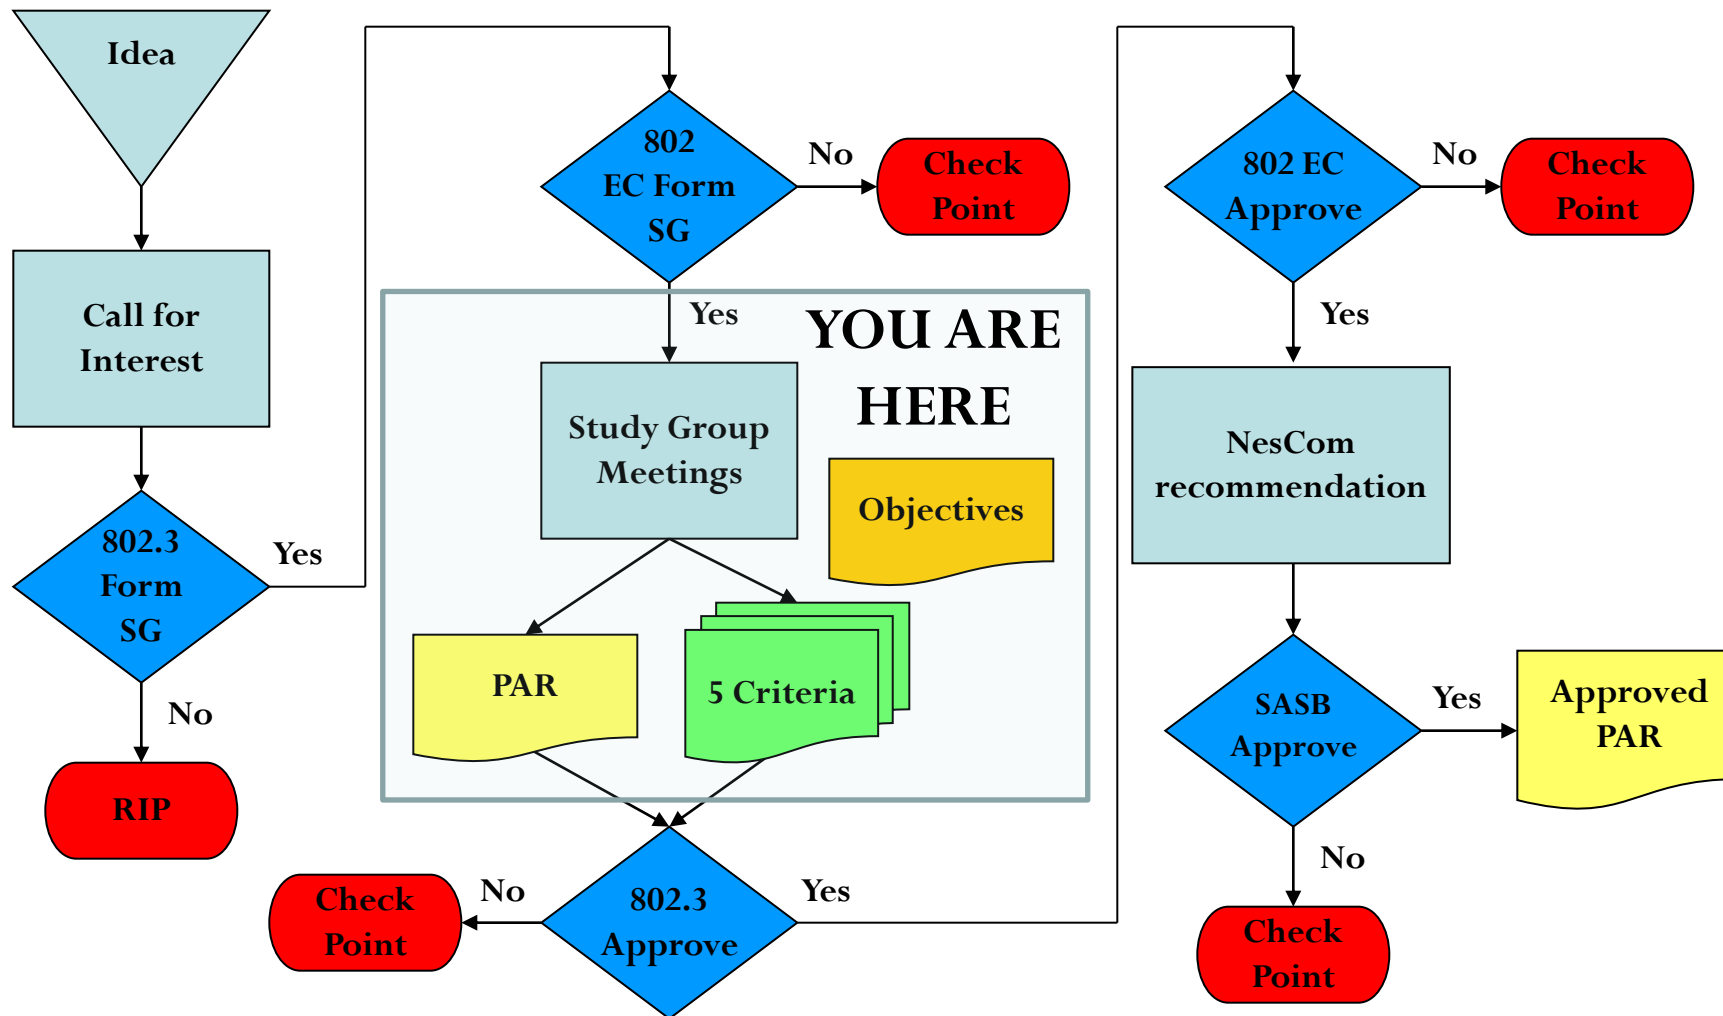 Idea
Call for
Interest
802.3
Form
SG
Yes
No
RIP
802
EC Form
SG
No
Check
Point
Yes
YOU ARE
HERE
Study Group
Meetings
Objectives
PAR
5 Criteria
802.3
Approve
No
Check
Point
Yes
802 EC
Approve
No
Check
Point
Yes
NesCom
recommendation
SASB
Approve
Yes
Approved
PAR
No
Check
Point